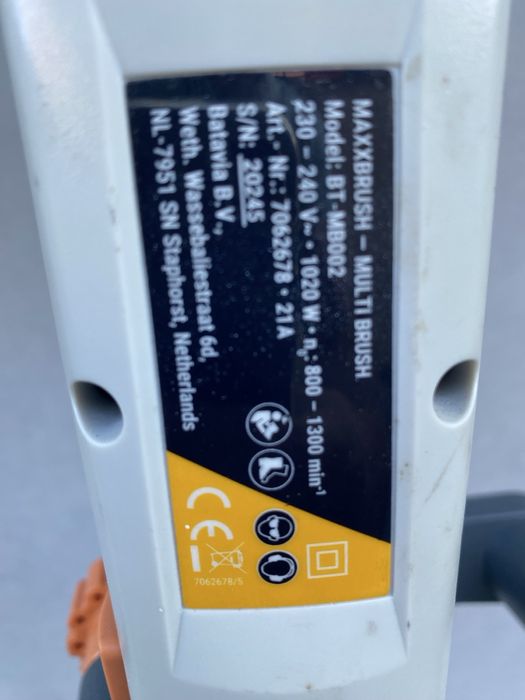 MAXXBRUSH – MULTI BRUSH
Model: BT-MB002
230 – 240 V~ • 1020 W • n₀: 800 – 1300 min⁻¹
Art.- Nr.: 7062678 • 21A
S/N: 20245
Batavia B.V.,
Weth. Wassebaliestraat 6d,
NL-7951 SN Staphorst, Netherlands
CE
7062678/5